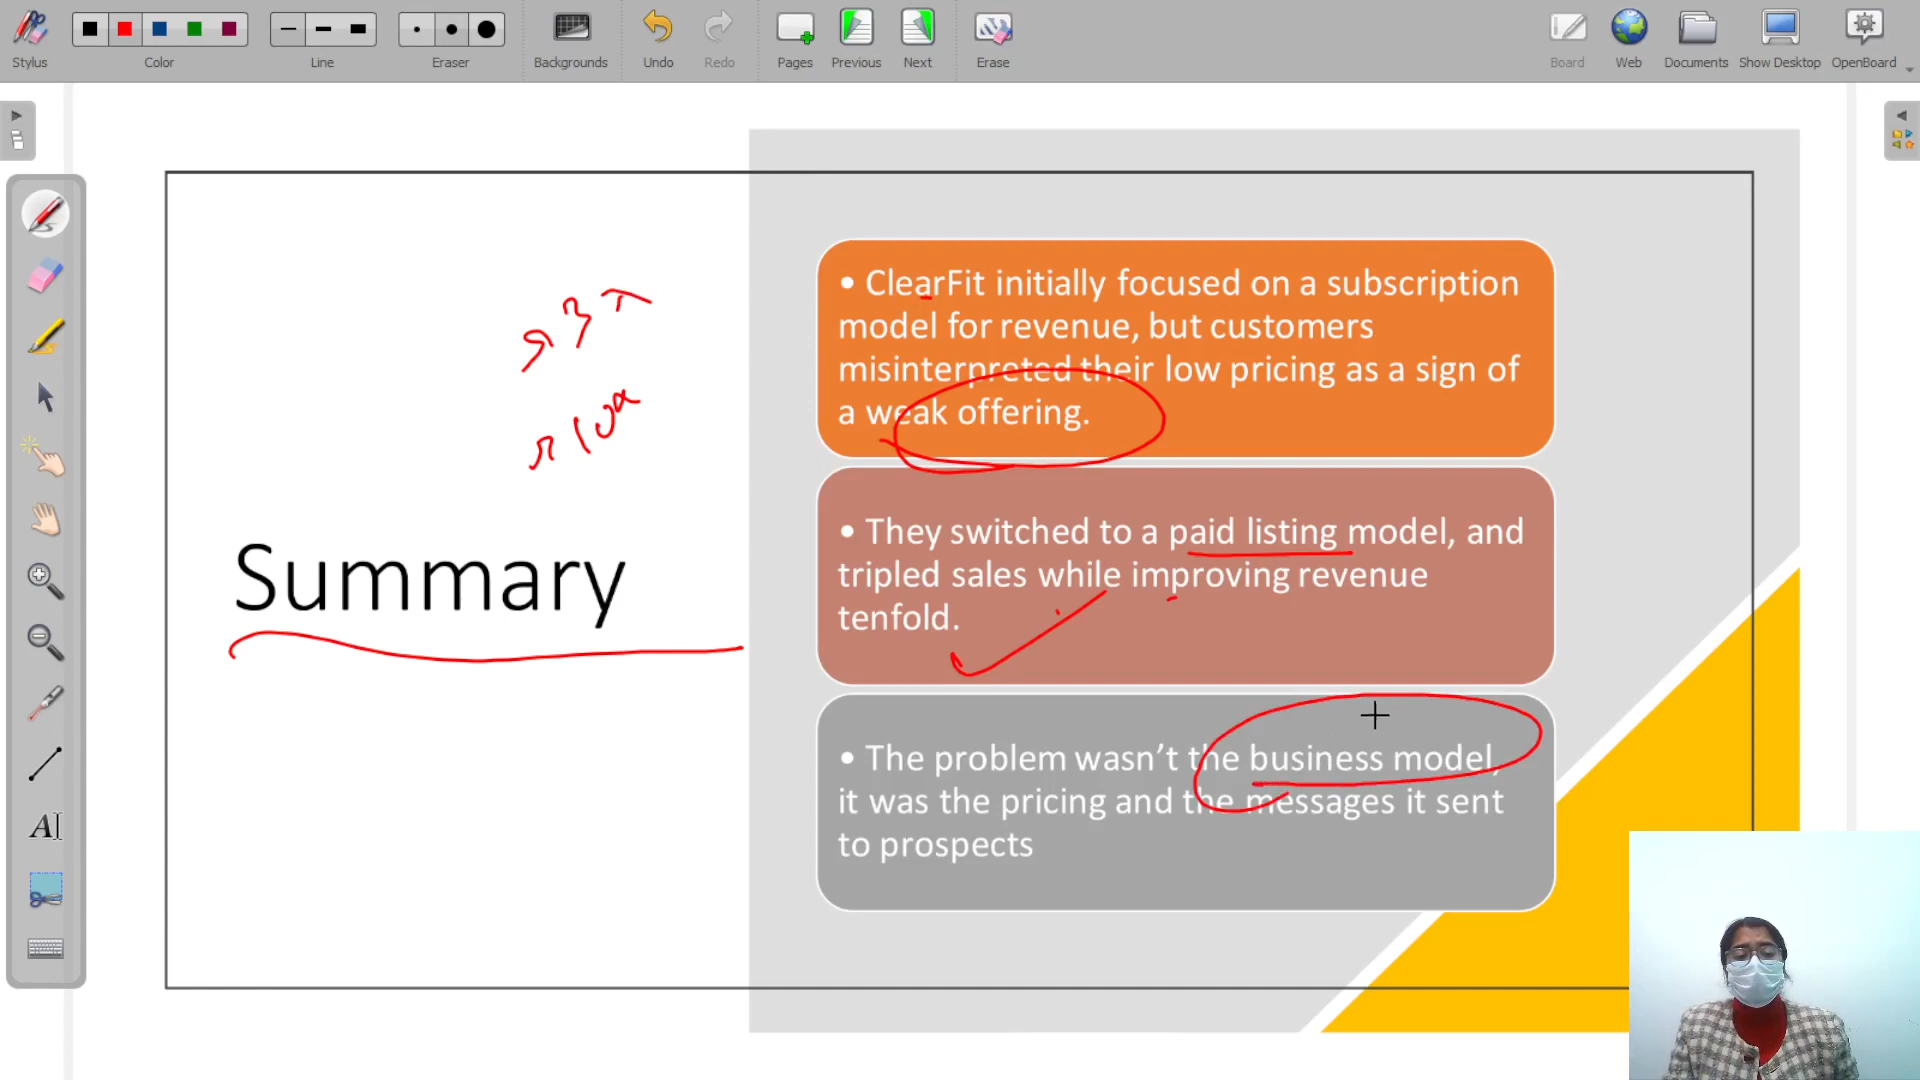 Stylus
Color
Line
Eraser
Backgrounds
Undo
Redo
Pages
Previous
Next
Erase
Board
Web
Documents
Show Desktop
OpenBoard
Summary
• ClearFit initially focused on a subscription
model for revenue, but customers
misinterpreted their low pricing as a sign of
a weak offering.
• They switched to a paid listing model, and
tripled sales while improving revenue
tenfold.
• The problem wasn’t the business model,
it was the pricing and the messages it sent
to prospects